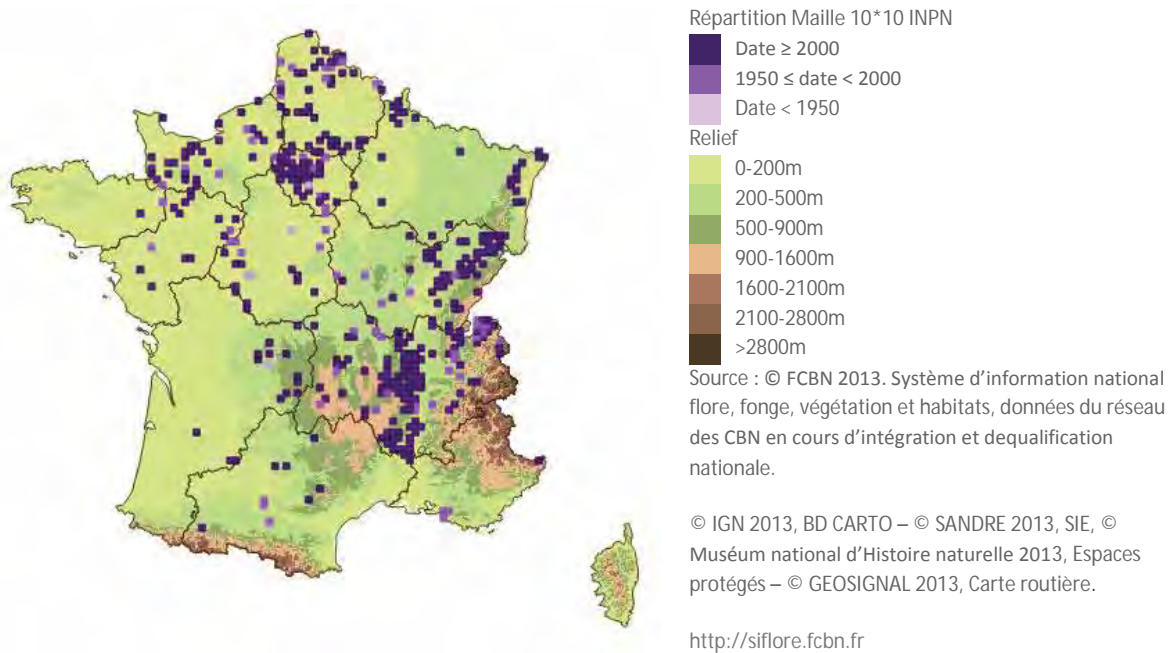 Répartition Maille 10*10 INPN
Date ≥ 2000
1950 ≤ date < 2000
Date < 1950
Relief
0-200m
200-500m
500-900m
900-1600m
1600-2100m
2100-2800m
>2800m
Source : © FCBN 2013. Système d’information national
flore, fonge, végétation et habitats, données du réseau
des CBN en cours d’intégration et dequalification
nationale.
© IGN 2013, BD CARTO – © SANDRE 2013, SIE, ©
Muséum national d’Histoire naturelle 2013, Espaces
protégés – © GEOSIGNAL 2013, Carte routière.
http://siflore.fcbn.fr